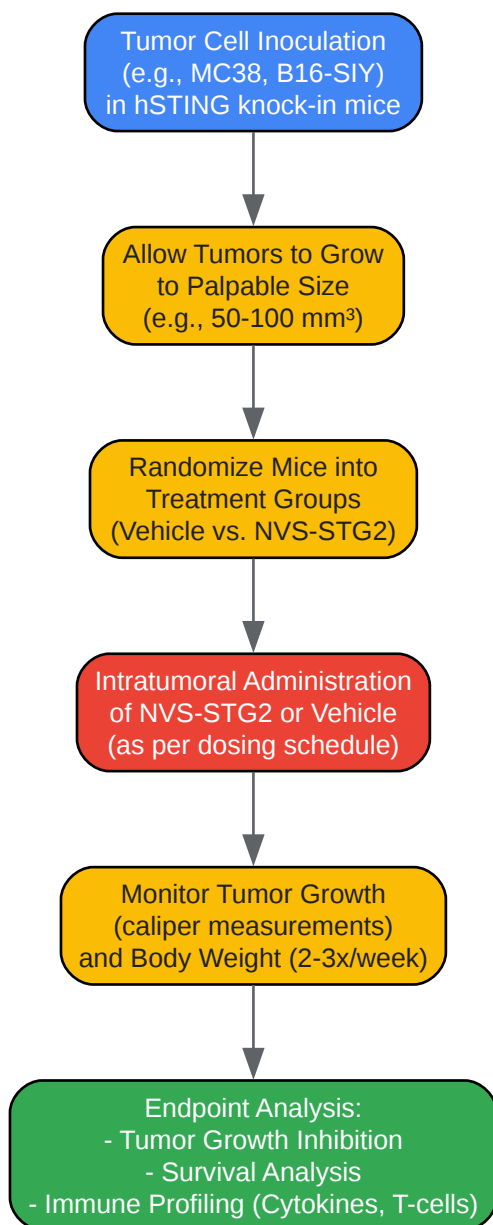 Tumor Cell Inoculation
(e.g., MC38, B16-SIY)
in hSTING knock-in mice
Allow Tumors to Grow
to Palpable Size
(e.g., 50-100 mm³)
Randomize Mice into
Treatment Groups
(Vehicle vs. NVS-STG2)
Intratumoral Administration
of NVS-STG2 or Vehicle
(as per dosing schedule)
Monitor Tumor Growth
(caliper measurements)
and Body Weight (2-3x/week)
Endpoint Analysis:
- Tumor Growth Inhibition
- Survival Analysis
- Immune Profiling (Cytokines, T-cells)